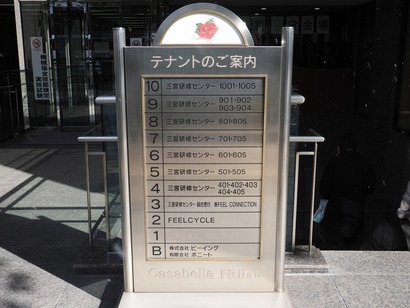 テナントのご案内
10 三宮研修センター 1001・1005
9 三宮研修センター 901・902
903・904
8 三宮研修センター 801・805
7 三宮研修センター 701・705
6 三宮研修センター 601・605
5 三宮研修センター 501・505
4 三宮研修センター 401・402・403
404・405
3 三宮研修センター 総合受付 ㈱FEEL CONNECTION
2 FEELCYCLE
1
B 株式会社 ビーイング
有限会社 ボニート
Casabella